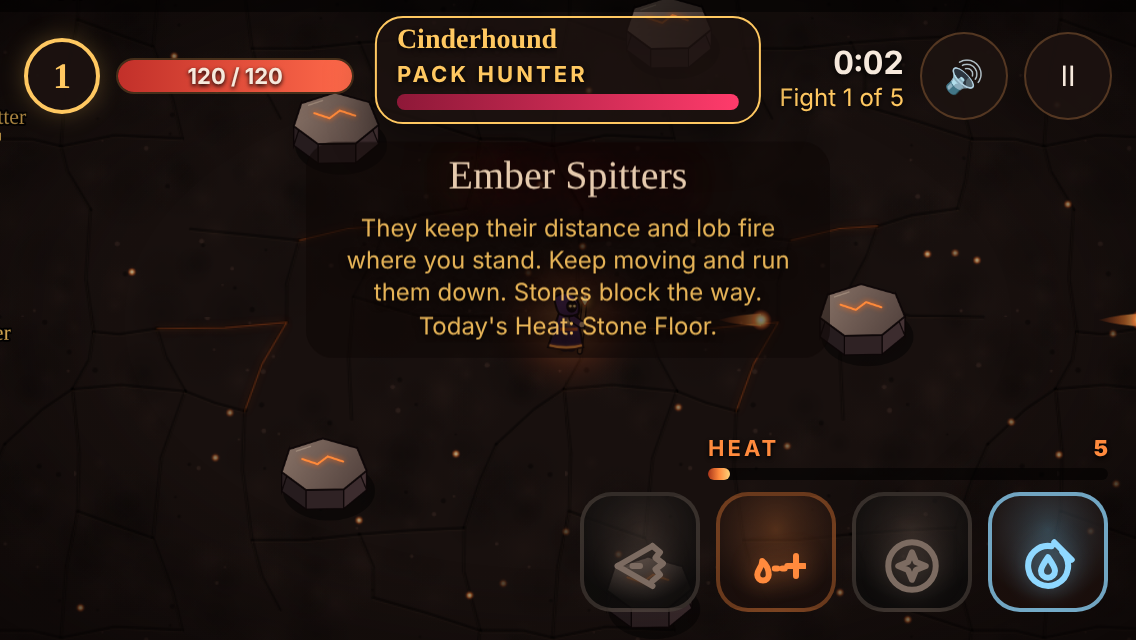 1
120 / 120
Cinderhound
PACK HUNTER
0:02
Fight 1 of 5
Ember Spitters
They keep their distance and lob fire
where you stand. Keep moving and run
them down. Stones block the way.
Today's Heat: Stone Floor.
HEAT
5